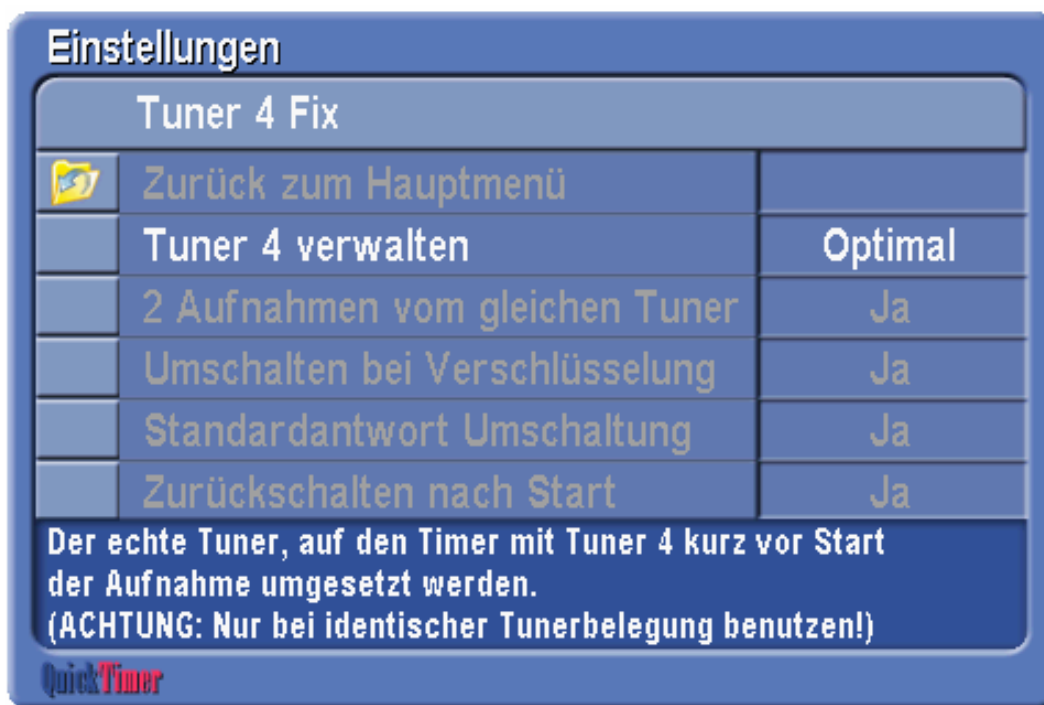 Einstellungen
Tuner 4 Fix
Zurück zum Hauptmenü
Tuner 4 verwalten Optimal
2 Aufnahmen vom gleichen Tuner Ja
Umschalten bei Verschlüsselung Ja
Standardantwort Umschaltung Ja
Zurückschalten nach Start Ja
Der echte Tuner, auf den Timer mit Tuner 4 kurz vor Start
der Aufnahme umgesetzt werden.
(ACHTUNG: Nur bei identischer Tunerbelegung benutzen!)
QuickTimer